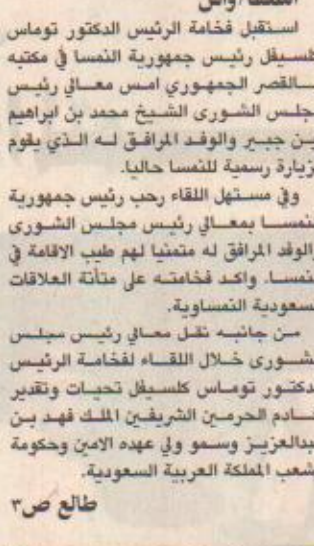 استقبل فخامة الرئيس الدكتور توماس
كلسيفل رئيس جمهورية النمسا في مكتبه
بالقصر الجمهوري امس معالي رئيس
مجلس الشورى الشيخ محمد بن ابراهيم
بن جبير والوفد المرافق له الذي يقوم
بزيارة رسمية للنمسا حاليا.
وفي مستهل اللقاء رحب رئيس جمهورية
النمسا بمعالي رئيس مجلس الشورى
والوفد المرافق له متمنيا لهم طيب الاقامة في
النمسا. واكد فخامته على متانة العلاقات
السعودية النمساوية.
من جانبه نقل معالي رئيس مجلس
الشورى خلال اللقاء لفخامة الرئيس
الدكتور توماس كلسيفل تحيات وتقدير
خادم الحرمين الشريفين الملك فهد بن
عبدالعزيز وسمو ولي عهده الامين وحكومة
وشعب المملكة العربية السعودية.
طالع ص٣